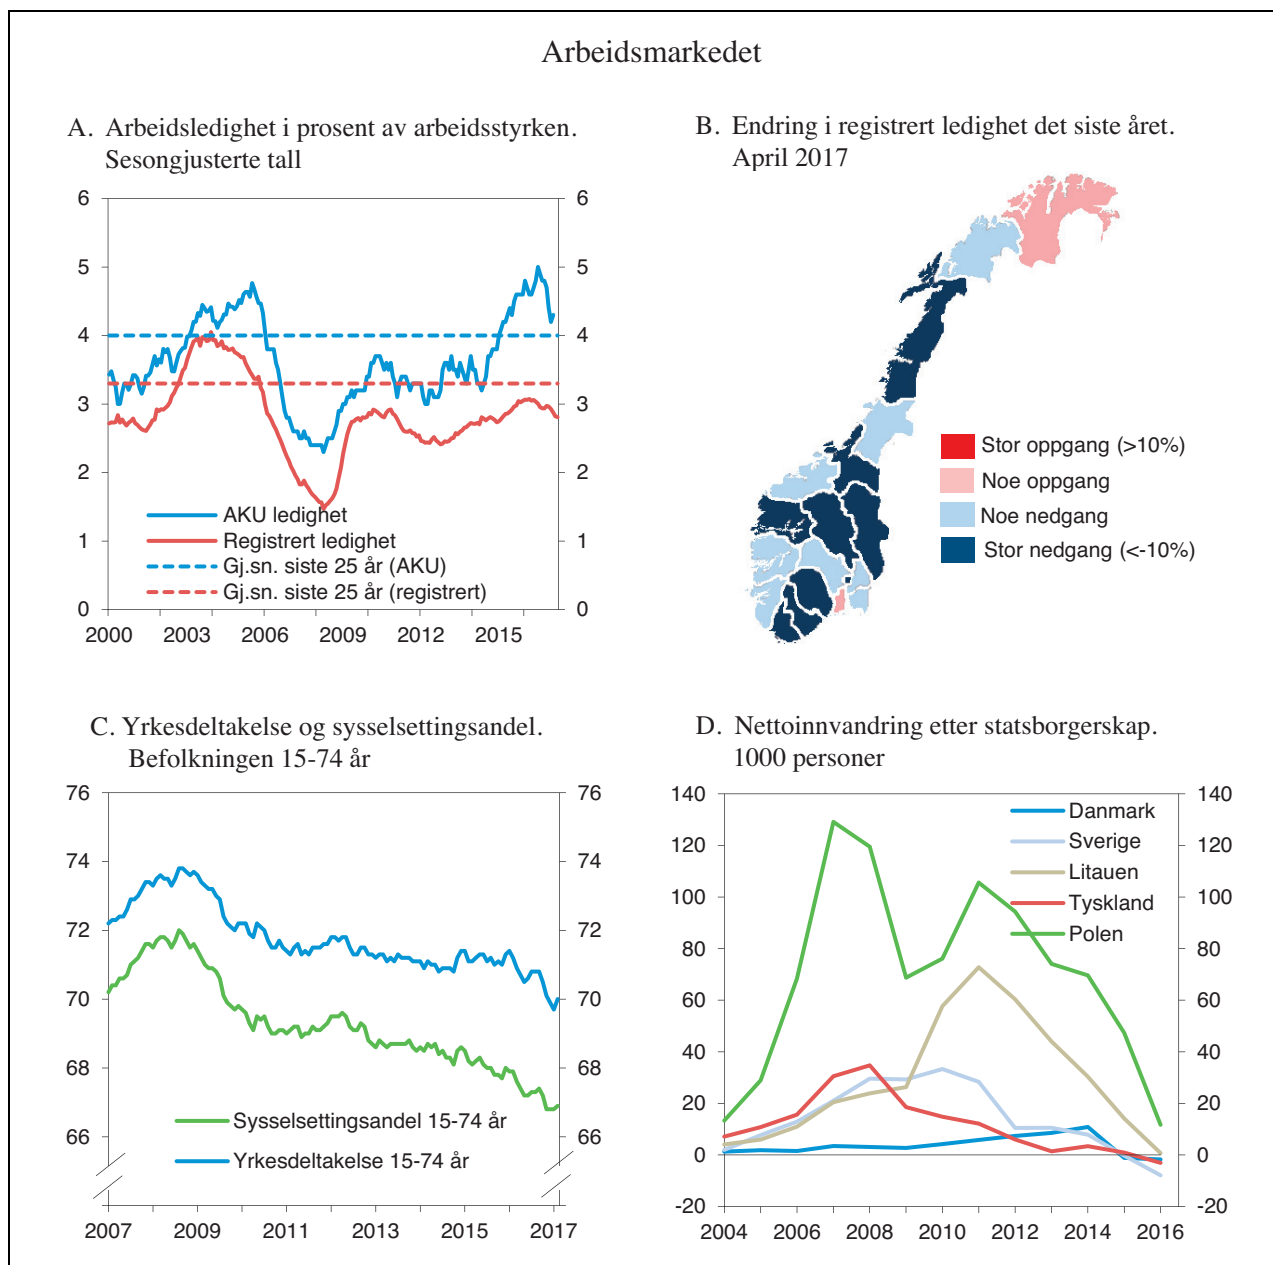 Arbeidsmarkedet
A. Arbeidsledighet i prosent av arbeidsstyrken.
Sesongjusterte tall
6 6
5 5
4 4
3 3
2 2
1 1
0 0
AKU ledighet
Registrert ledighet
Gj.sn. siste 25 år (AKU)
Gj.sn. siste 25 år (registrert)
2000 2003 2006 2009 2012 2015
B. Endring i registrert ledighet det siste året.
April 2017
Stor oppgang (>10%)
Noe oppgang
Noe nedgang
Stor nedgang (<-10%)
C. Yrkesdeltakelse og sysselsettingsandel.
Befolkningen 15-74 år
76 76
74 74
72 72
70 70
68 68
66 66
Sysselsettingsandel 15-74 år
Yrkesdeltakelse 15-74 år
2007 2009 2011 2013 2015 2017
D. Nettoinnvandring etter statsborgerskap.
1000 personer
140 140
120 120
100 100
80 80
60 60
40 40
20 20
0 0
-20 -20
Danmark
Sverige
Litauen
Tyskland
Polen
2004 2006 2008 2010 2012 2014 2016